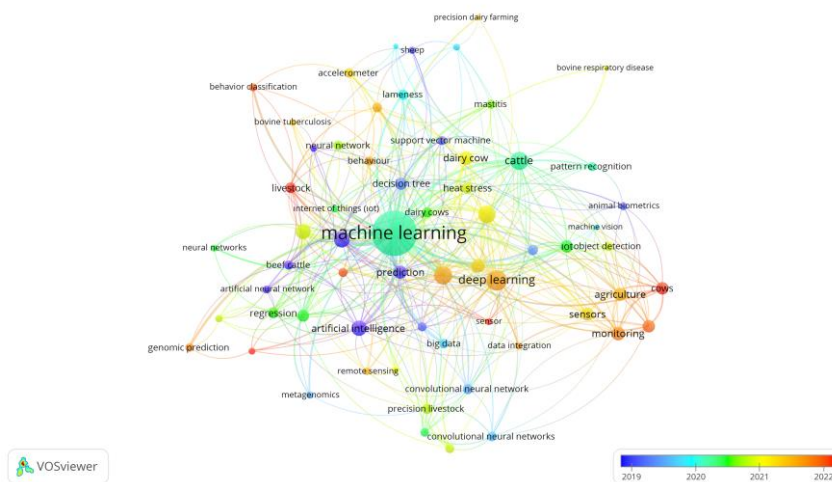 precision dairy farming
sheep
bovine respiratory disease
accelerometer
behavior classification
lameness
mastitis
bovine tuberculosis
neural network
support vector machine
behaviour
dairy cow
cattle
pattern recognition
livestock
decision tree
heat stress
internet of things (iot)
dairy cows
animal biometrics
machine learning
machine vision
neural networks
iot
object detection
beef cattle
prediction
deep learning
artificial neural network
cows
agriculture
regression
sensors
artificial intelligence
sensor
monitoring
genomic prediction
big data
data integration
remote sensing
metagenomics
convolutional neural network
precision livestock
convolutional neural networks
VOSviewer
2019 2020 2021 2022